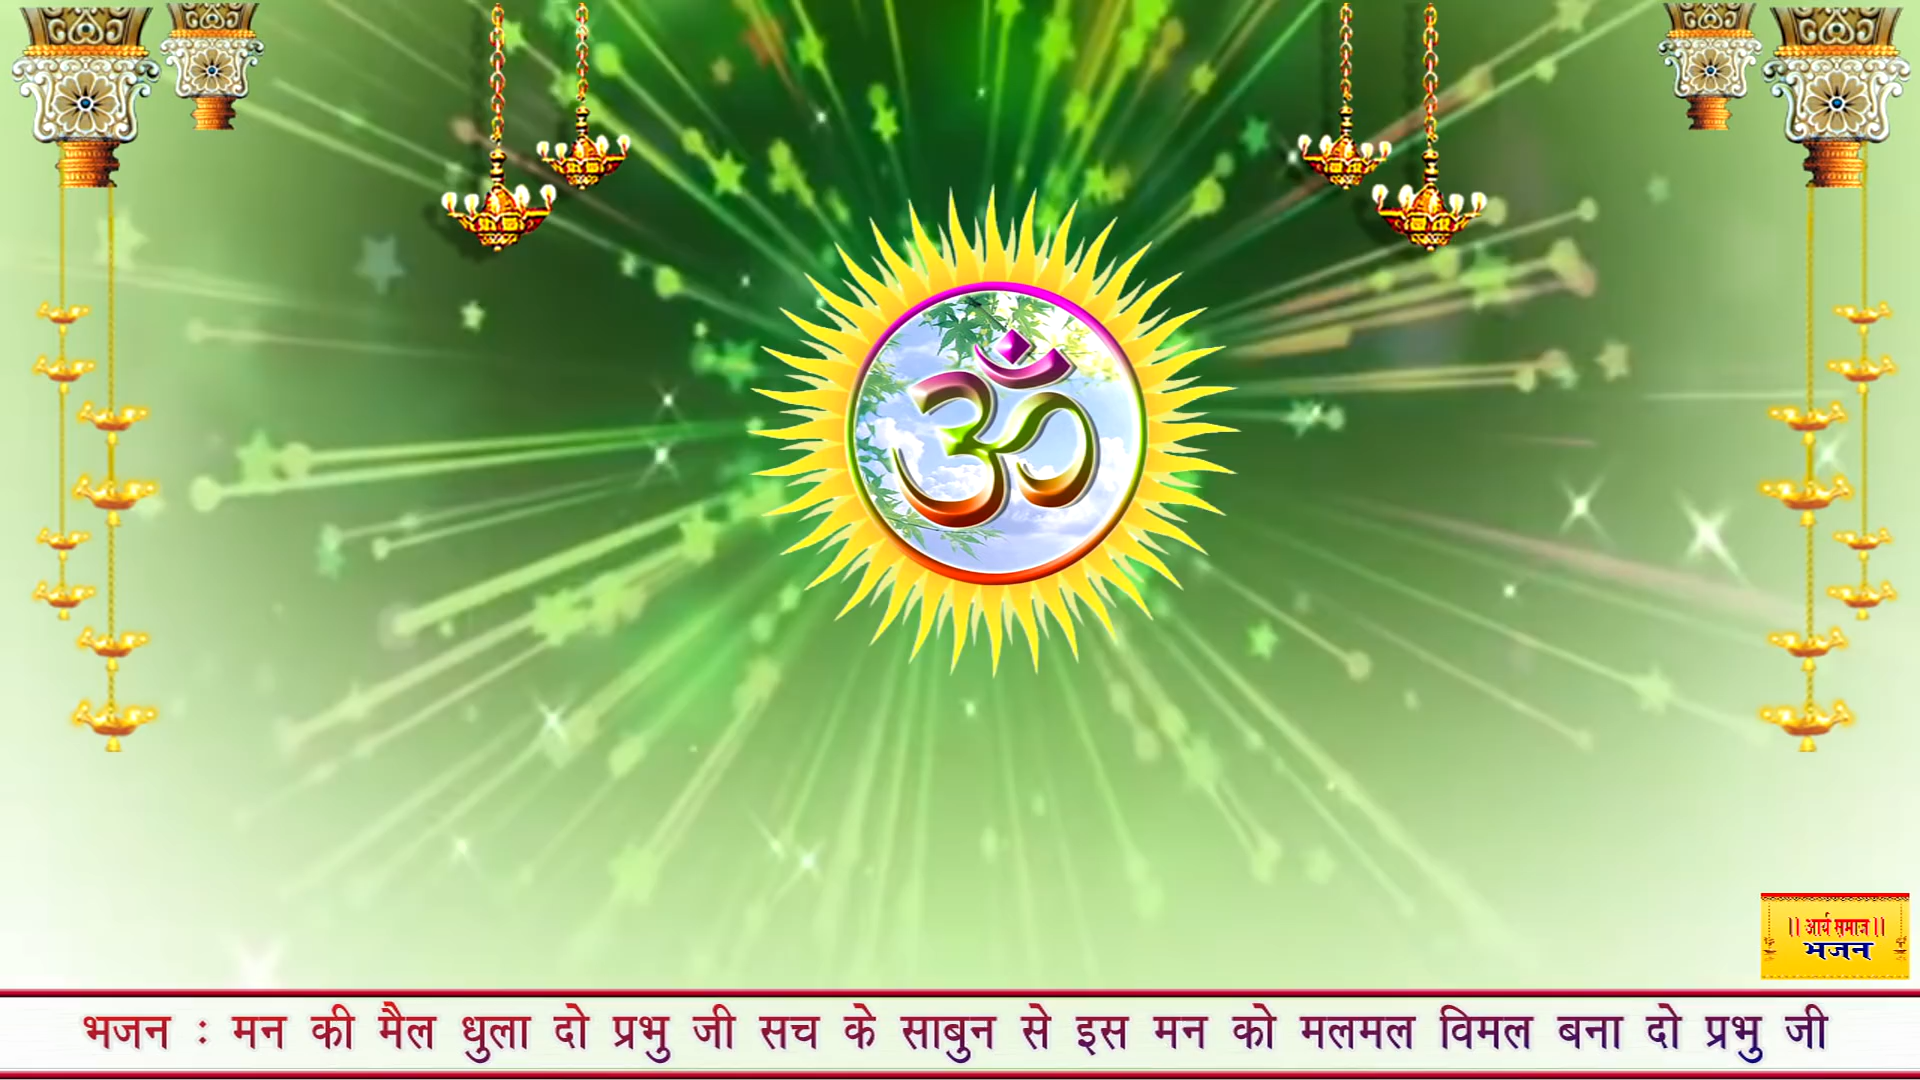 ॐ
|| आर्य समाज ||
भजन
भजन : मन की मैल धुला दो प्रभु जी सच के साबुन से इस मन को मलमल विमल बना दो प्रभु जी